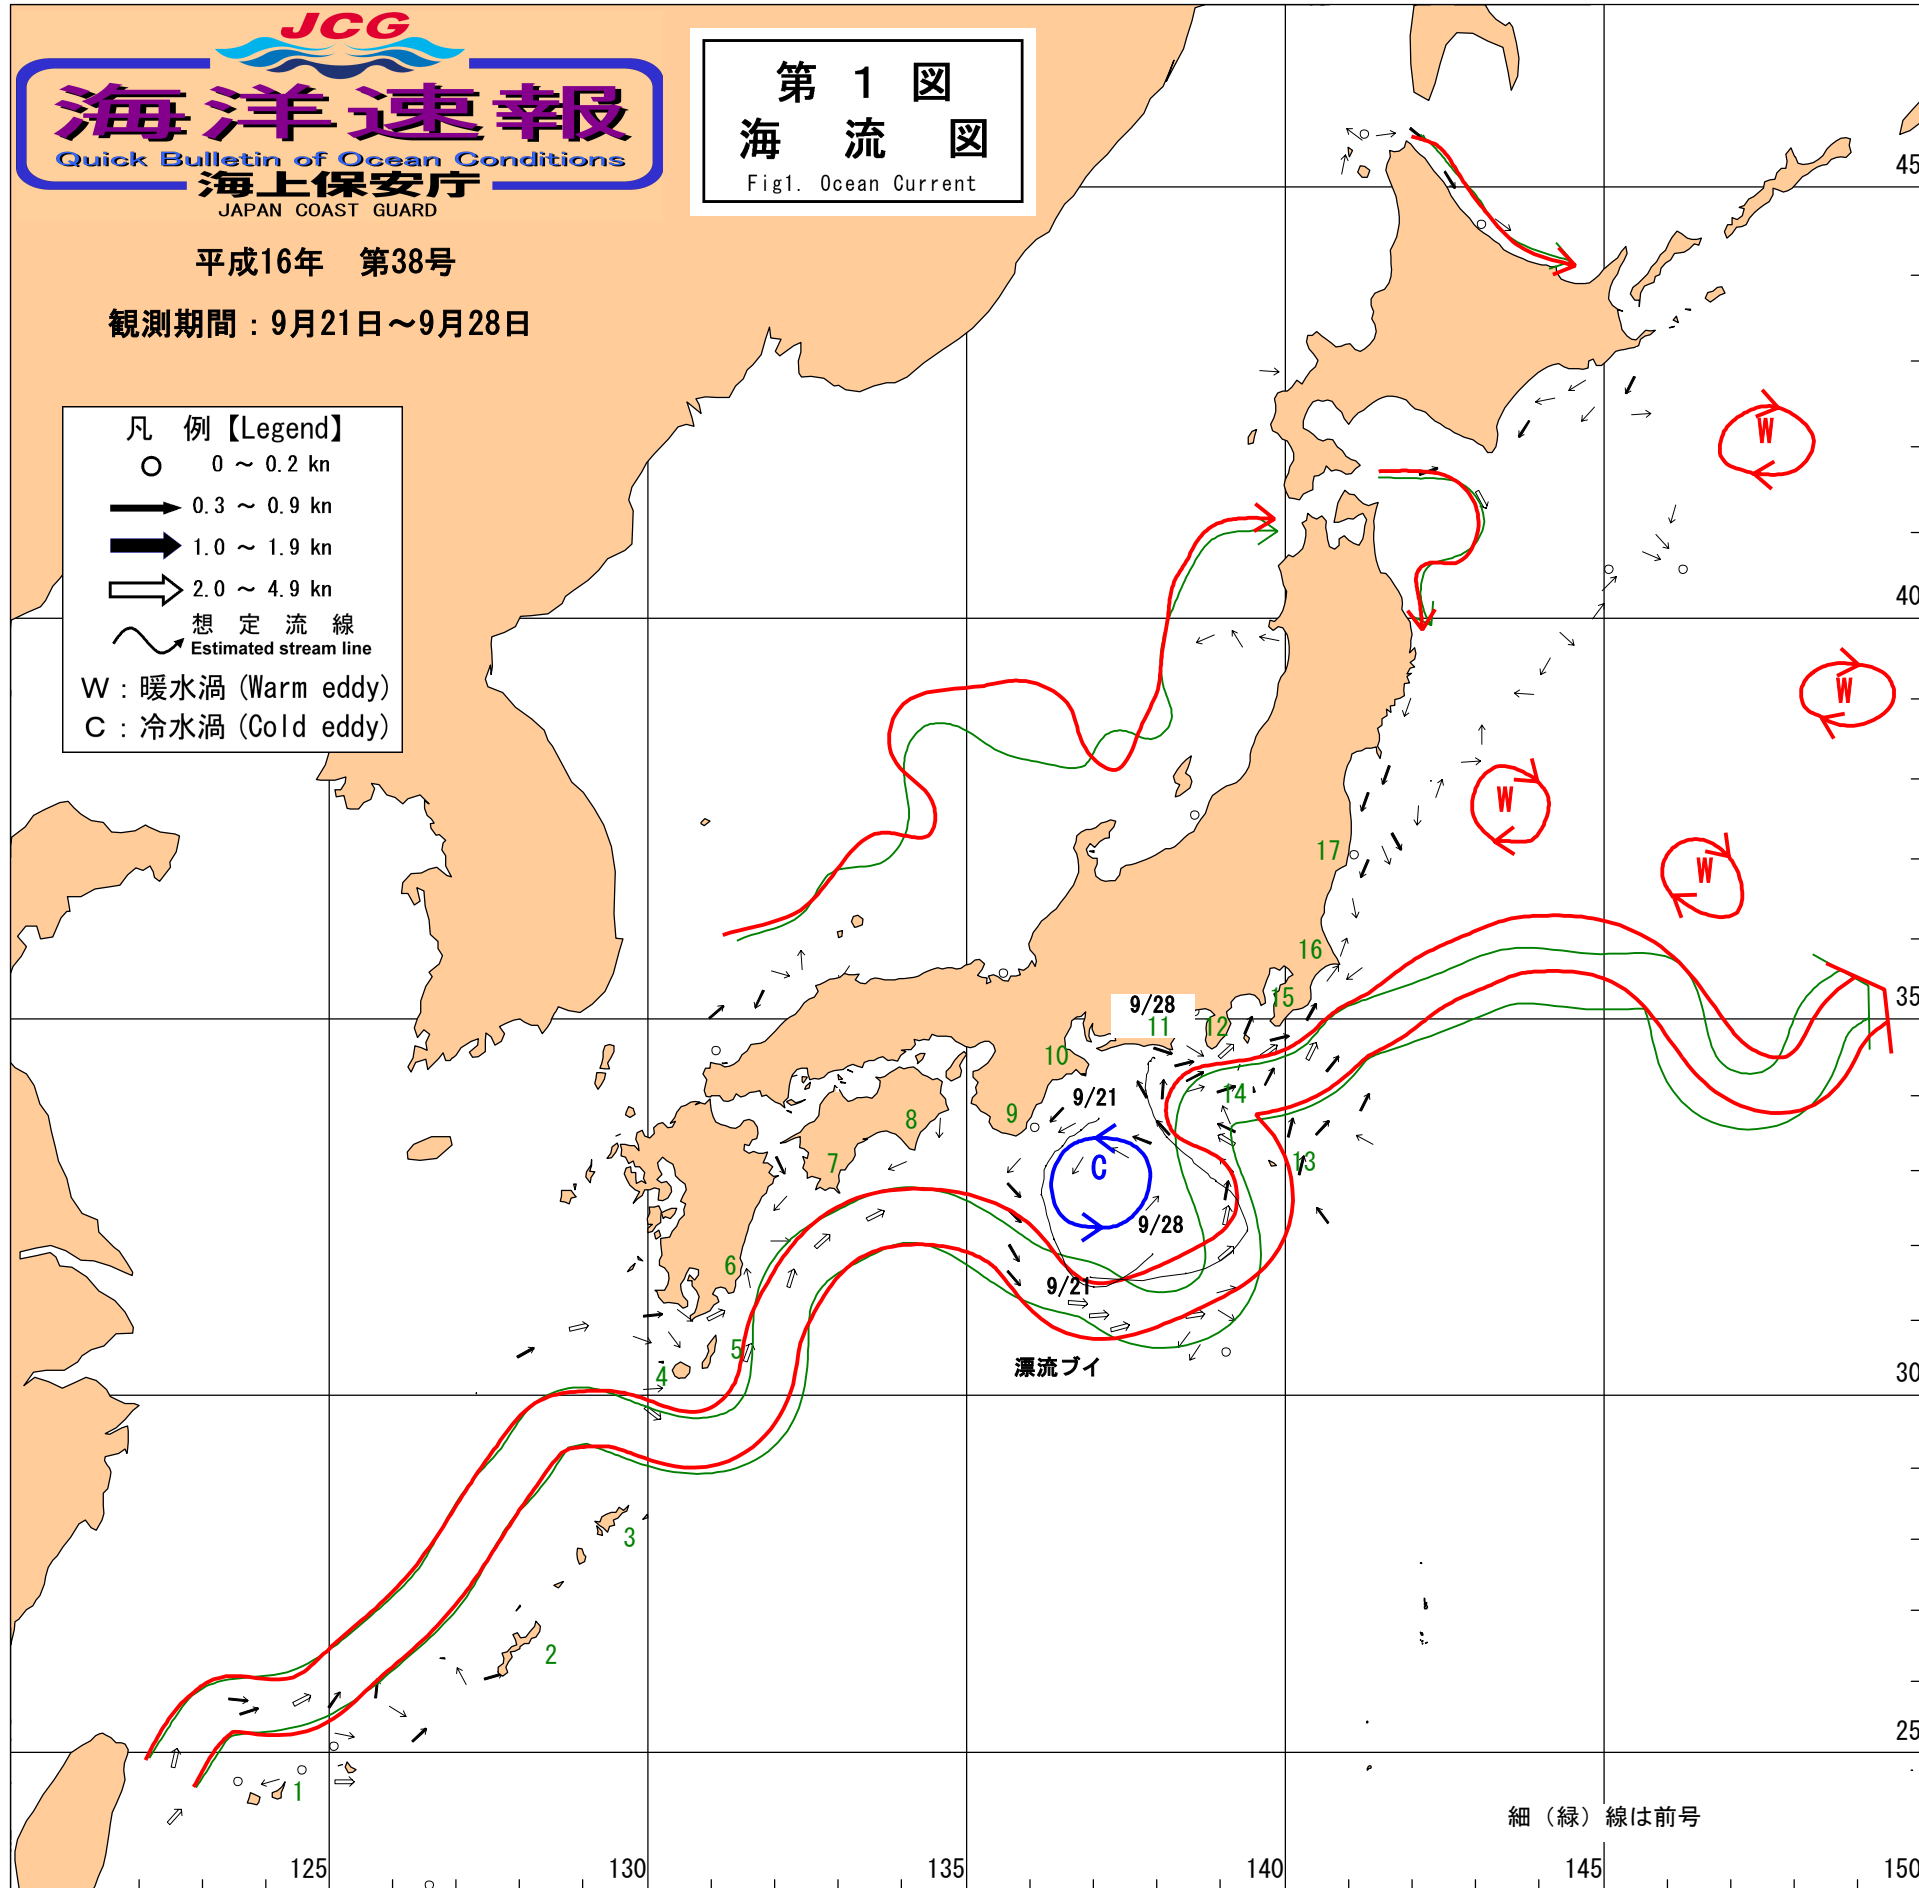 JCG
海洋速報
Quick Bulletin of Ocean Conditions
海上保安庁
JAPAN COAST GUARD
平成16年 第38号
観測期間：9月21日～9月28日
第 1 図
海 流 図
Fig1. Ocean Current
凡 例【Legend】
0 ～ 0.2 kn
0.3 ～ 0.9 kn
1.0 ～ 1.9 kn
2.0 ～ 4.9 kn
想 定 流 線
Estimated stream line
W：暖水渦(Warm eddy)
C：冷水渦(Cold eddy)
45
W
40
W
W
17
W
16
35
15
9/28
11
12
10
14
9/21
9
8
7
C
13
9/28
6
9/21
5
漂流ブイ
4
30
3
2
25
1
細（緑）線は前号
125
130
135
140
145
150